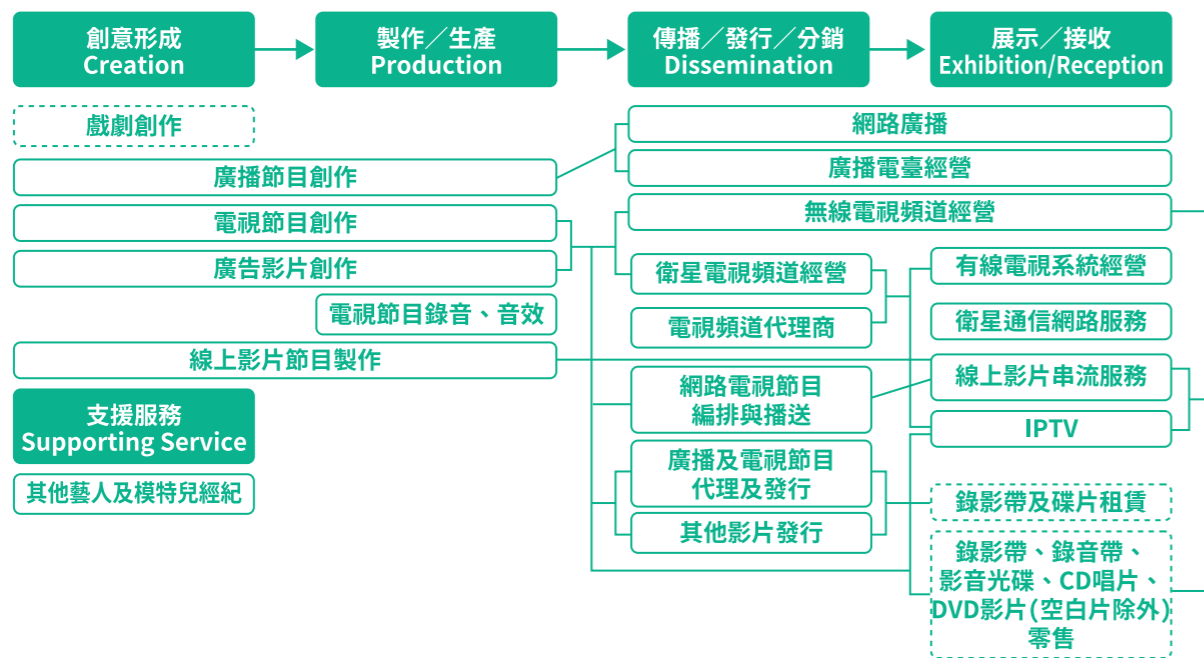 創意形成
Creation
製作／生產
Production
傳播／發行／分銷
Dissemination
展示／接收
Exhibition/Reception
戲劇創作
廣播節目創作
電視節目創作
廣告影片創作
電視節目錄音、音效
線上影片節目製作
支援服務
Supporting Service
其他藝人及模特兒經紀
網路廣播
廣播電臺經營
無線電視頻道經營
衛星電視頻道經營
電視頻道代理商
網路電視節目
編排與播送
廣播及電視節目
代理及發行
其他影片發行
有線電視系統經營
衛星通信網路服務
線上影片串流服務
IPTV
錄影帶及碟片租賃
錄影帶、錄音帶、
影音光碟、CD唱片、
DVD影片(空白片除外)
零售